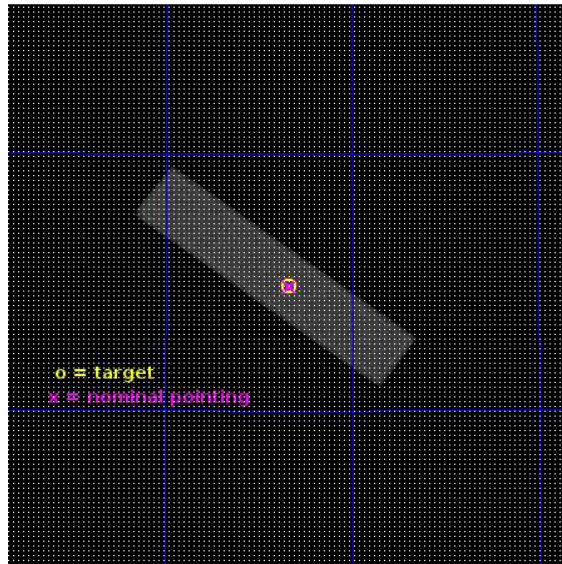 o = target
x = nominal pointing